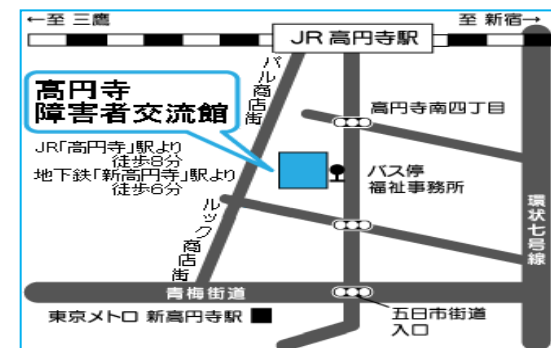 ←至 三鷹
至 新宿→
JR 高円寺駅
パル商店街
高円寺
障害者交流館
高円寺南四丁目
JR「高円寺」駅より
徒歩8分
地下鉄「新高円寺」駅より
徒歩6分
バス停
福祉事務所
ルック商店街
環状七号線
青梅街道
東京メトロ 新高円寺駅
五日市街道
入口